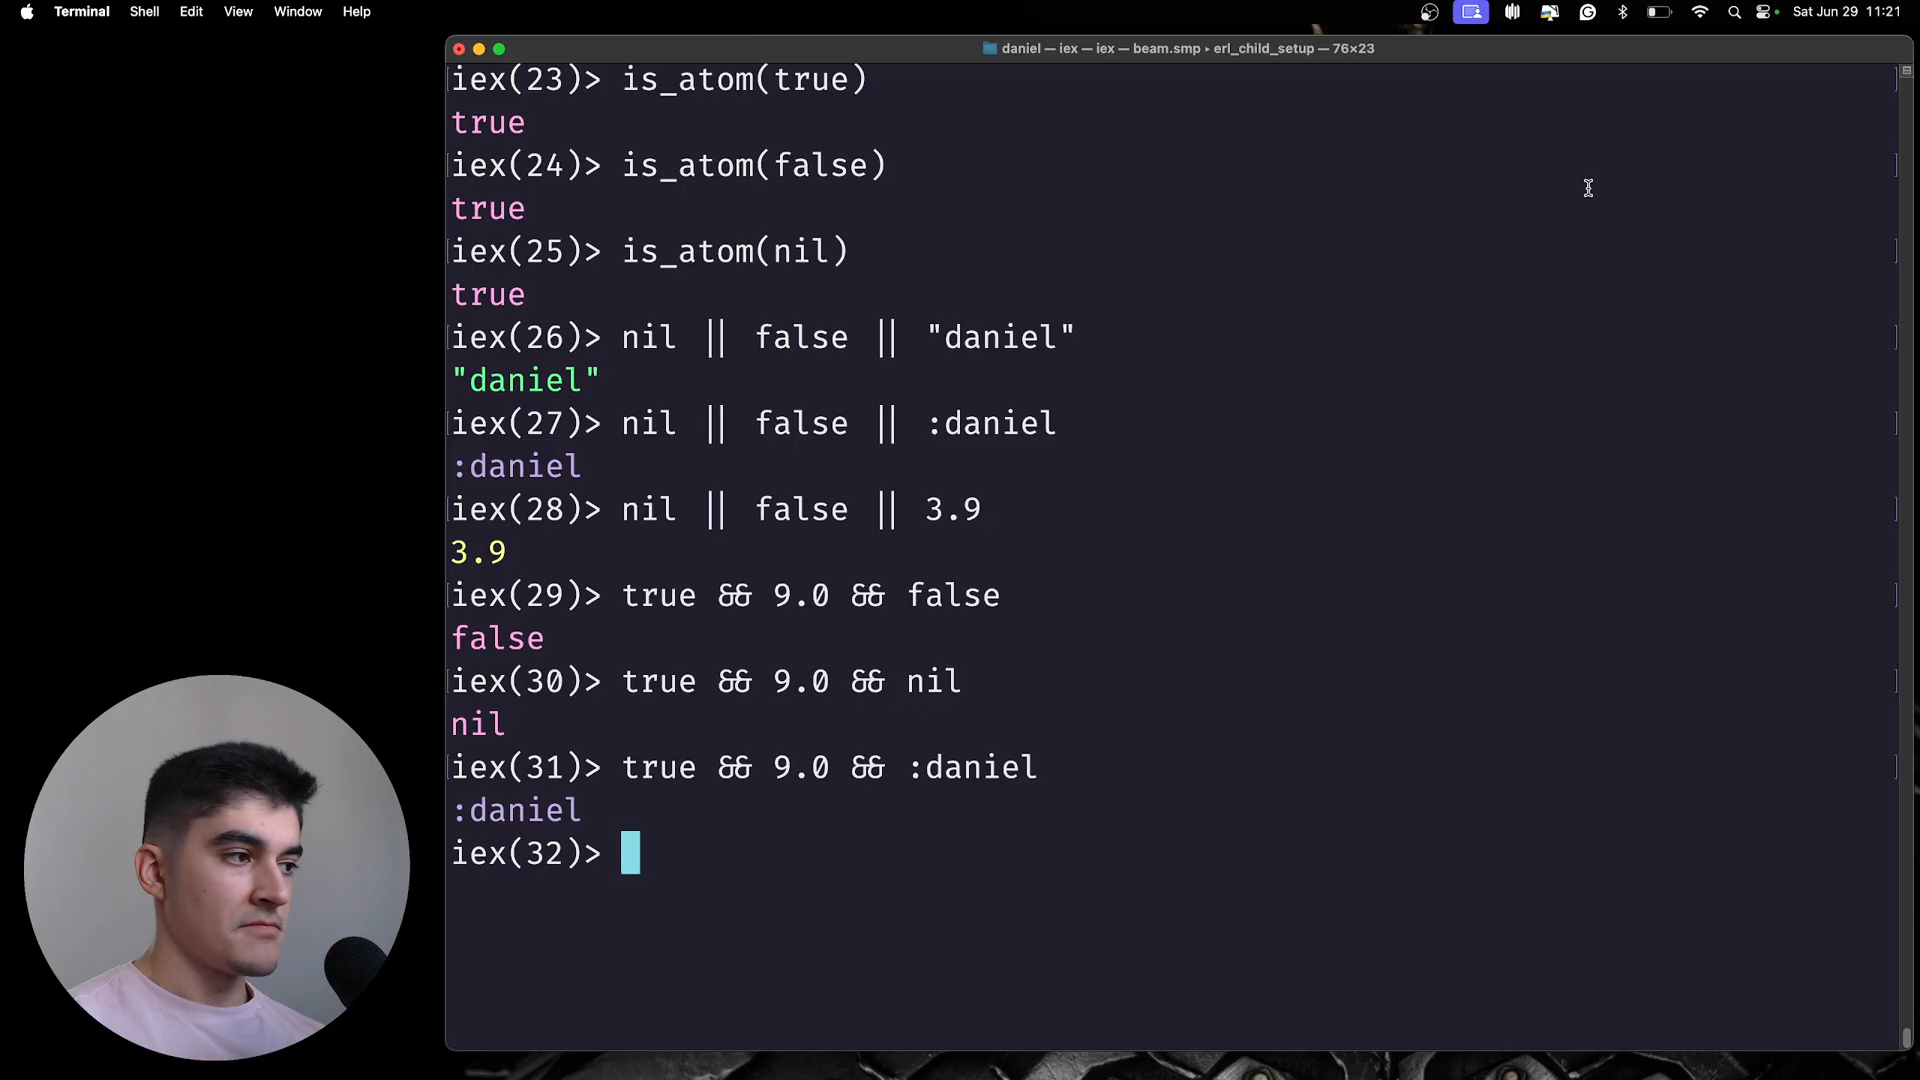 Terminal Shell Edit View Window Help Sat Jun 29 11:21
daniel — iex — iex — beam.smp ▸ erl_child_setup — 76×23
iex(23)> is_atom(true)
true
iex(24)> is_atom(false)
true
iex(25)> is_atom(nil)
true
iex(26)> nil || false || "daniel"
"daniel"
iex(27)> nil || false || :daniel
:daniel
iex(28)> nil || false || 3.9
3.9
iex(29)> true && 9.0 && false
false
iex(30)> true && 9.0 && nil
nil
iex(31)> true && 9.0 && :daniel
:daniel
iex(32)>